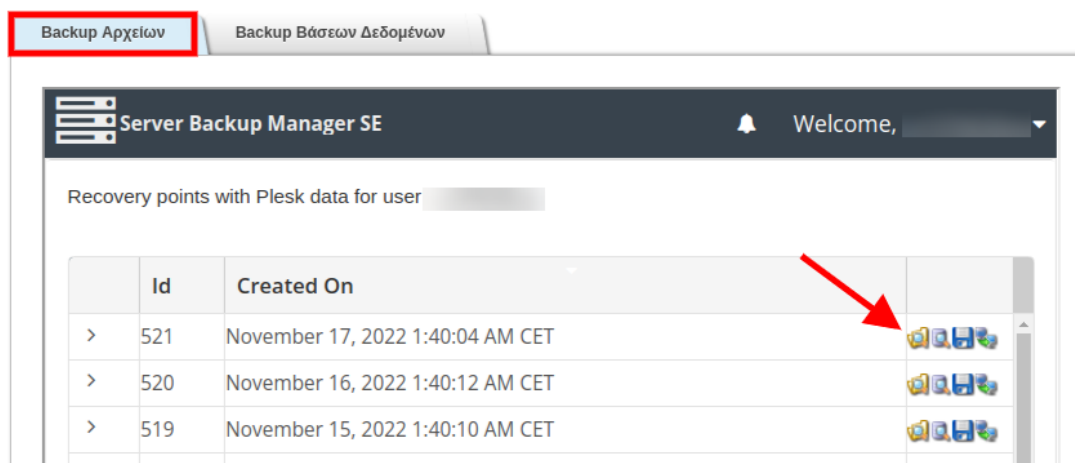 Backup Αρχείων Backup Βάσεων Δεδομένων
Server Backup Manager SE Welcome,
Recovery points with Plesk data for user
Id Created On
521 November 17, 2022 1:40:04 AM CET
520 November 16, 2022 1:40:12 AM CET
519 November 15, 2022 1:40:10 AM CET